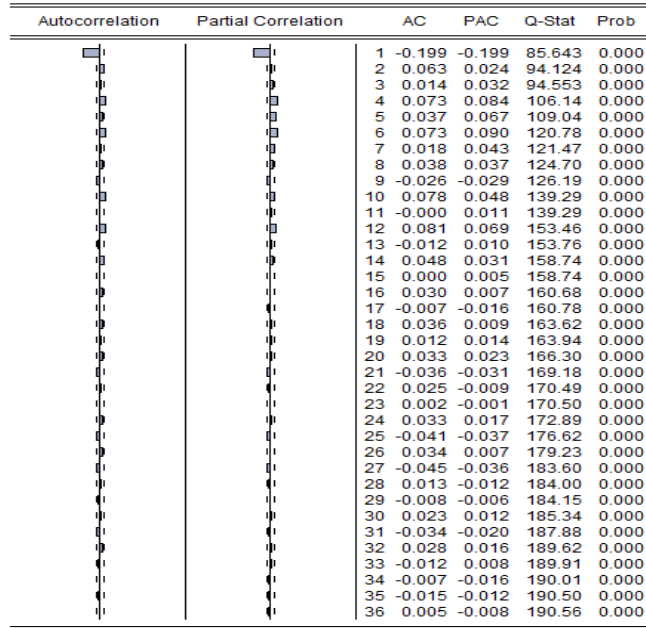 Autocorrelation Partial Correlation AC PAC Q-Stat Prob
1 -0.199 -0.199 85.643 0.000
2 0.063 0.024 94.124 0.000
3 0.014 0.032 94.553 0.000
4 0.073 0.084 106.14 0.000
5 0.037 0.067 109.04 0.000
6 0.073 0.090 120.78 0.000
7 0.018 0.043 121.47 0.000
8 0.038 0.037 124.70 0.000
9 -0.026 -0.029 126.19 0.000
10 0.078 0.048 139.29 0.000
11 -0.000 0.011 139.29 0.000
12 0.081 0.069 153.46 0.000
13 -0.012 0.010 153.76 0.000
14 0.048 0.031 158.74 0.000
15 0.000 0.005 158.74 0.000
16 0.030 0.007 160.68 0.000
17 -0.007 -0.016 160.78 0.000
18 0.036 0.009 163.62 0.000
19 0.012 0.014 163.94 0.000
20 0.033 0.023 166.30 0.000
21 -0.036 -0.031 169.18 0.000
22 0.025 -0.009 170.49 0.000
23 0.002 -0.001 170.50 0.000
24 0.033 0.017 172.89 0.000
25 -0.041 -0.037 176.62 0.000
26 0.034 0.007 179.23 0.000
27 -0.045 -0.036 183.60 0.000
28 0.013 -0.012 184.00 0.000
29 -0.008 -0.006 184.15 0.000
30 0.023 0.012 185.34 0.000
31 -0.034 -0.020 187.88 0.000
32 0.028 0.016 189.62 0.000
33 -0.012 0.008 189.91 0.000
34 -0.007 -0.016 190.01 0.000
35 -0.015 -0.012 190.50 0.000
36 0.005 -0.008 190.56 0.000